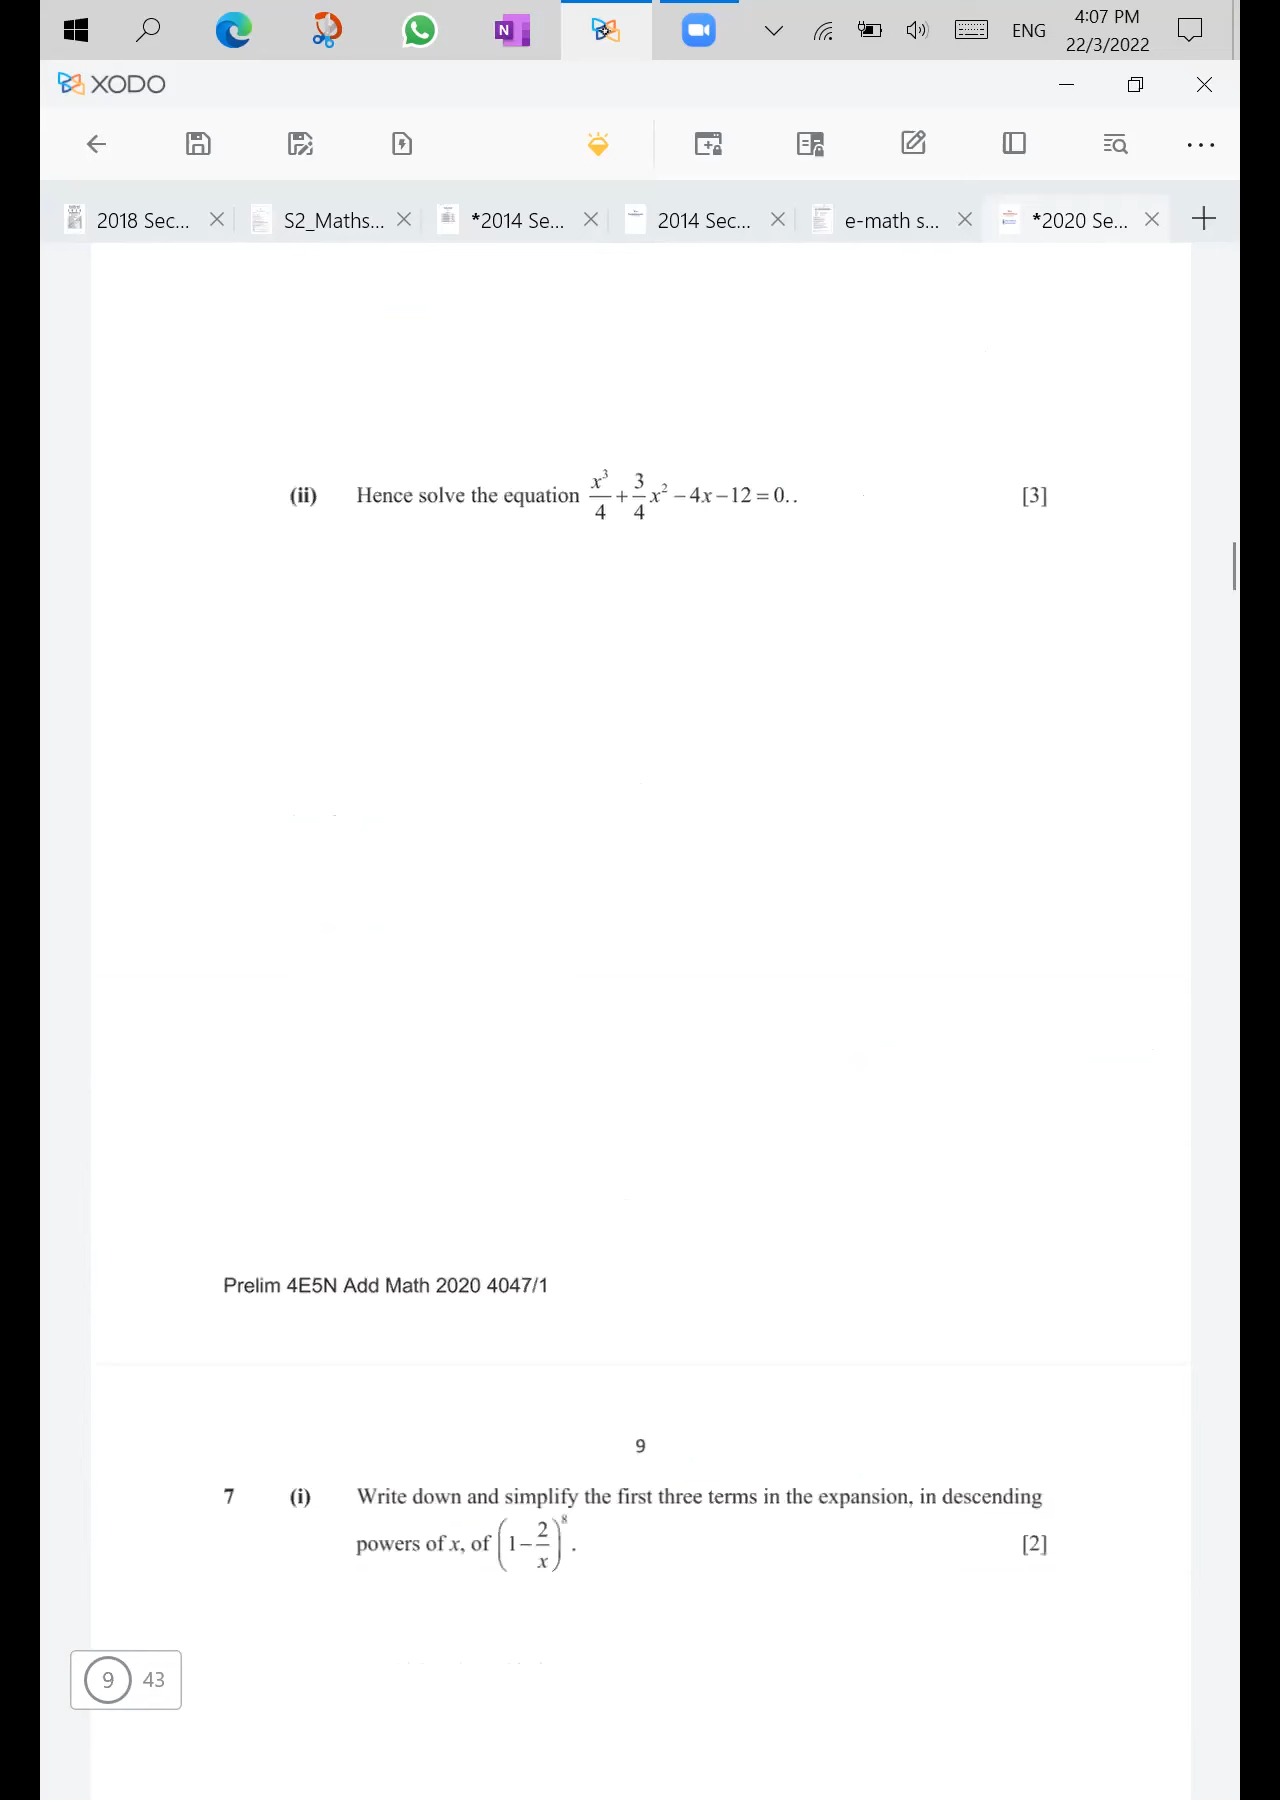 ENG
4:07 PM
22/3/2022
XODO
2018 Sec...
S2_Maths...
*2014 Se...
2014 Sec...
e-math s...
*2020 Se...
(ii) Hence solve the equation x³/4 + 3/4 x² − 4x − 12 = 0.. [3]
Prelim 4E5N Add Math 2020 4047/1
9
7 (i) Write down and simplify the first three terms in the expansion, in descending
powers of x, of (1 − 2/x)⁸. [2]
9 43